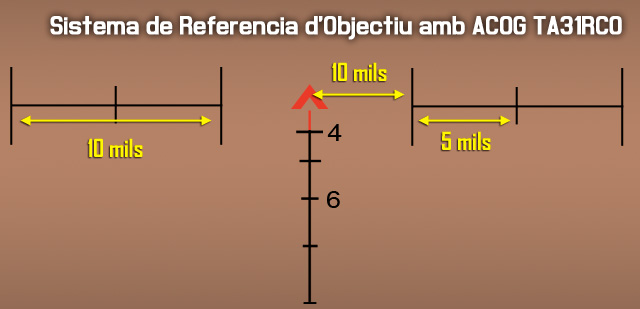 Sistema de Referencia d'Objectiu amb ACOG TA31RCO
10 mils
10 mils
5 mils
4
6